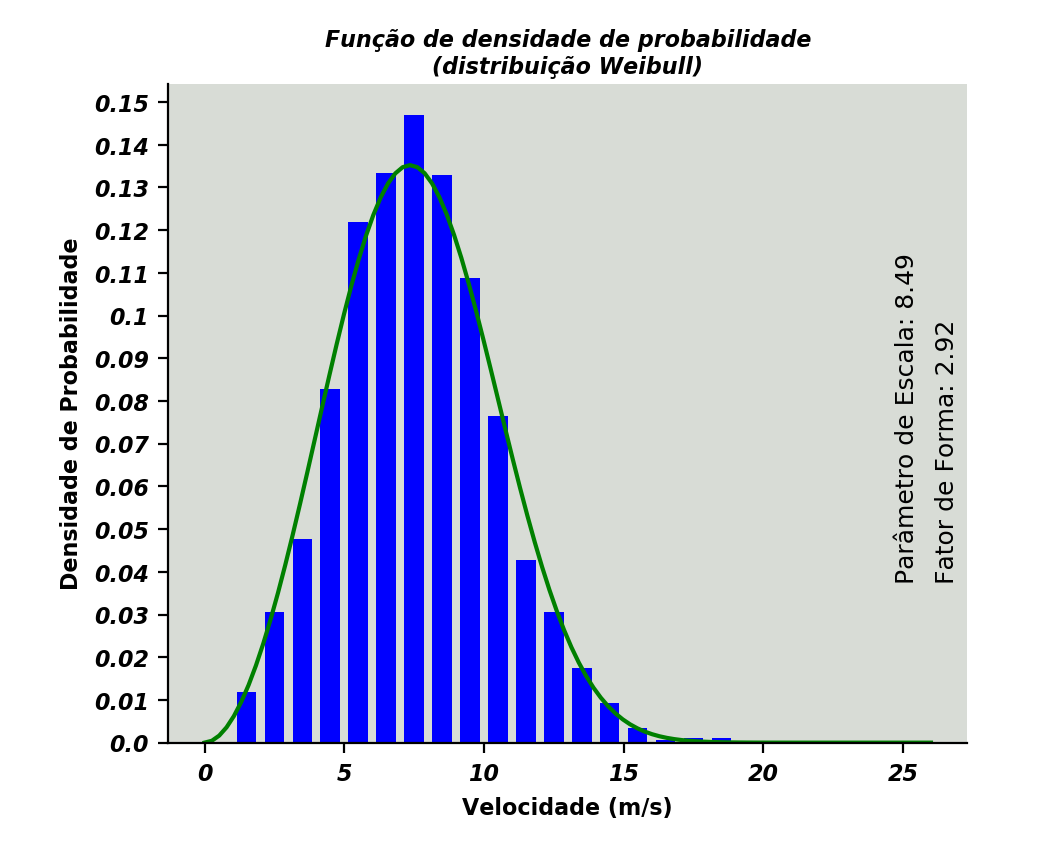 Função de densidade de probabilidade
(distribuição Weibull)
Densidade de Probabilidade
0.15
0.14
0.13
0.12
0.11
0.1
0.09
0.08
0.07
0.06
0.05
0.04
0.03
0.02
0.01
0.0
0 5 10 15 20 25
Velocidade (m/s)
Parâmetro de Escala: 8.49
Fator de Forma: 2.92